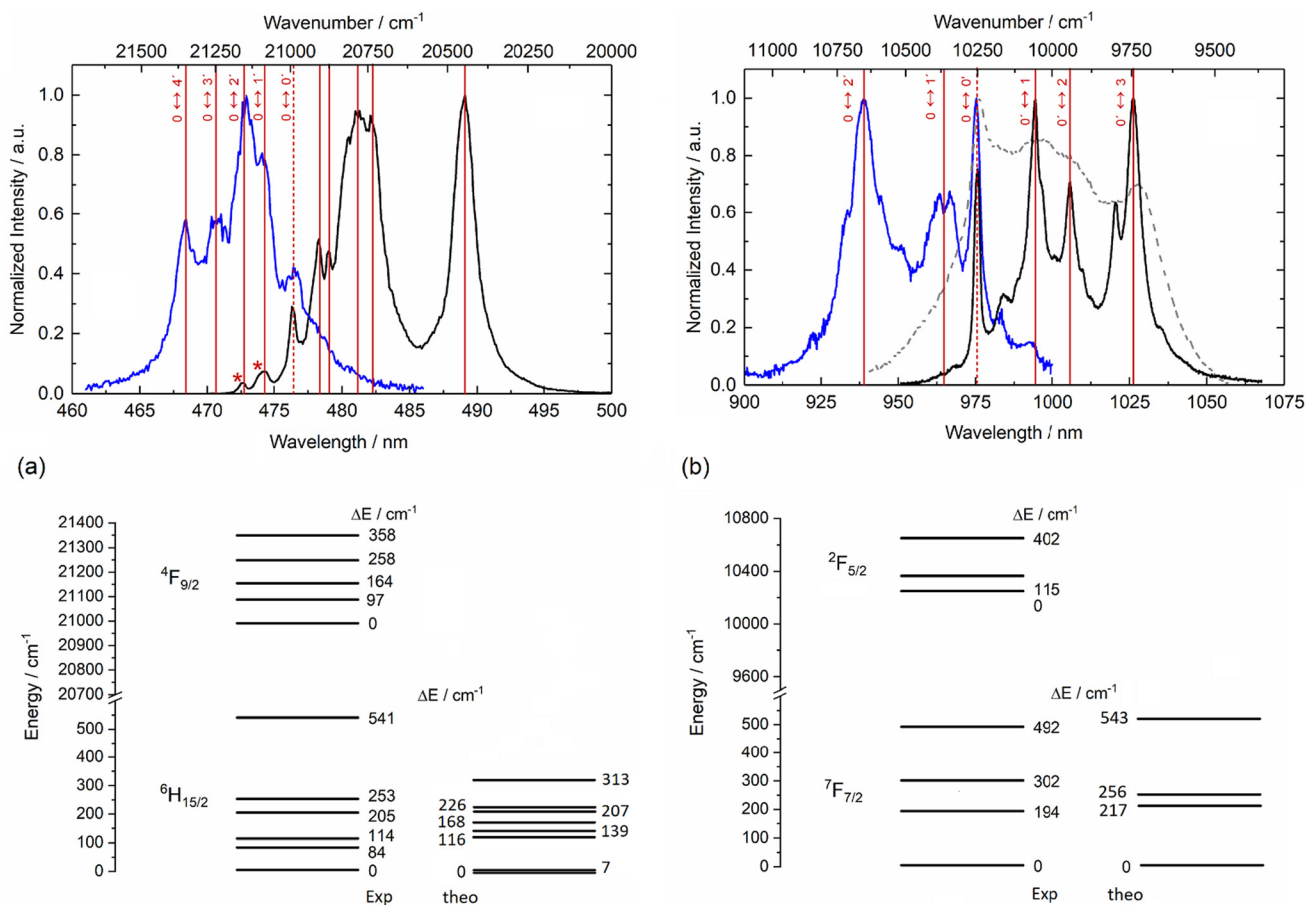 Wavenumber / cm-1
21500 21250 21000 20750 20500 20250 20000
Normalized Intensity / a.u.
1.0
0.8
0.6
0.4
0.2
0.0
0 ↔ 4'
0 ↔ 3'
0 ↔ 2'
0 ↔ 1'
0 ↔ 0'
* *
460 465 470 475 480 485 490 495 500
Wavelength / nm
(a)
Wavenumber / cm-1
11000 10750 10500 10250 10000 9750 9500
Normalized Intensity / a.u.
1.0
0.8
0.6
0.4
0.2
0.0
0 ↔ 2'
0 ↔ 1'
0 ↔ 0'
0' ↔ 1
0' ↔ 2
0' ↔ 3
900 925 950 975 1000 1025 1050 1075
Wavelength / nm
(b)
Energy / cm-1
21400
21300
21200
21100
21000
20900
20800
20700
500
400
300
200
100
0
4F9/2
ΔE / cm-1
358
258
164
97
0
6H15/2
541
253
205
114
84
0
Exp
ΔE / cm-1
313
226
207
168
139
116
0
7
theo
Energy / cm-1
10800
10400
10000
9600
500
400
300
200
100
0
2F5/2
ΔE / cm-1
402
115
0
7F7/2
ΔE / cm-1
492
302
194
0
Exp
543
256
217
0
theo